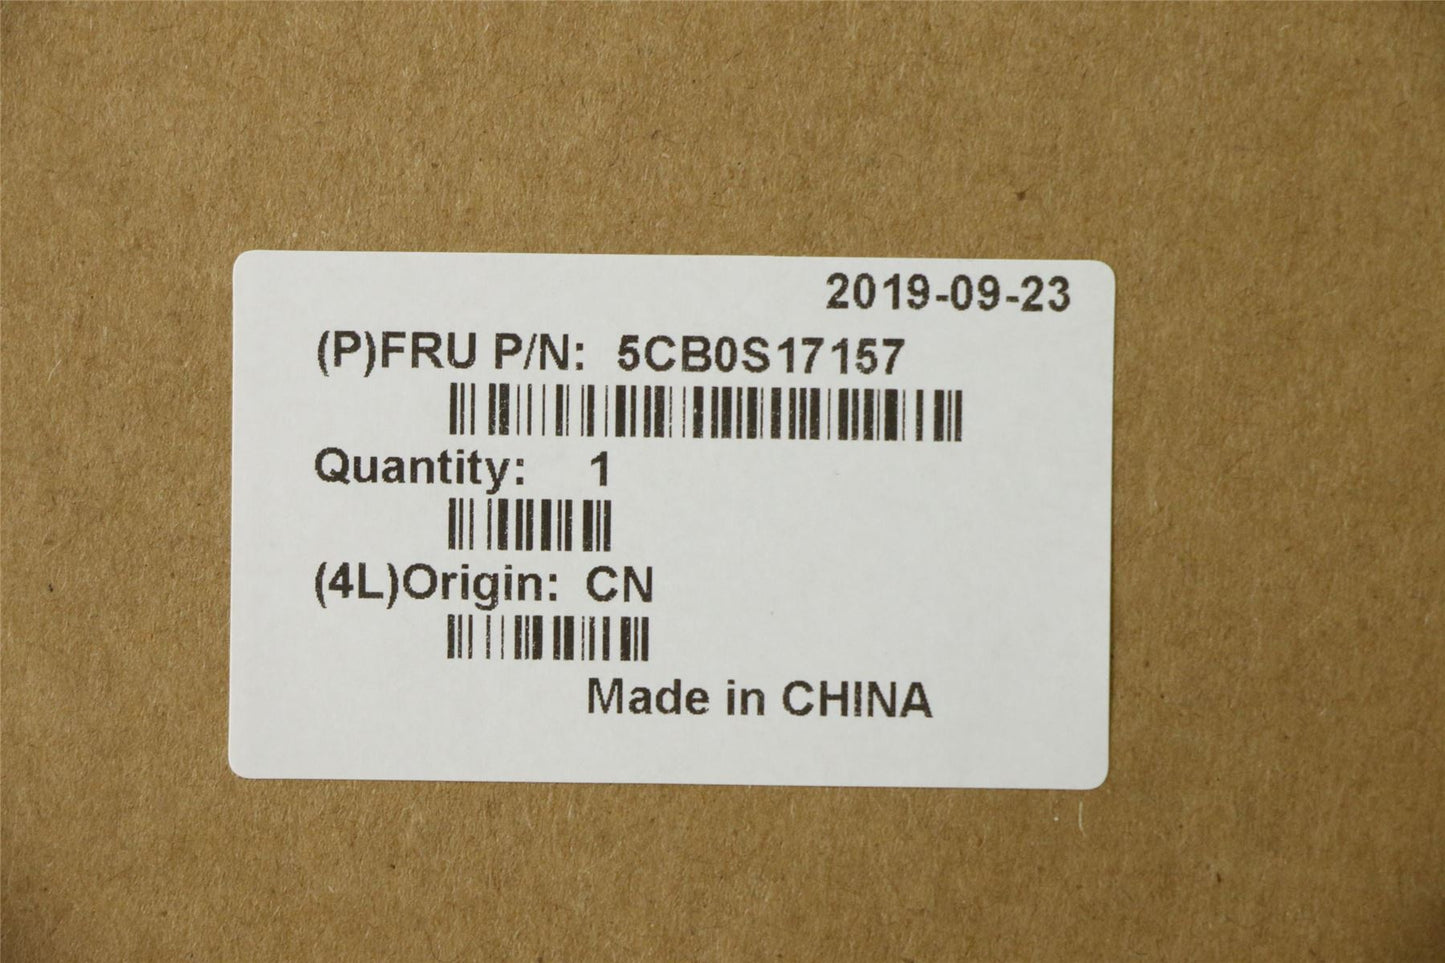 2019-09-23
(P)FRU P/N: 5CB0S17157
Quantity: 1
(4L)Origin: CN
Made in CHINA